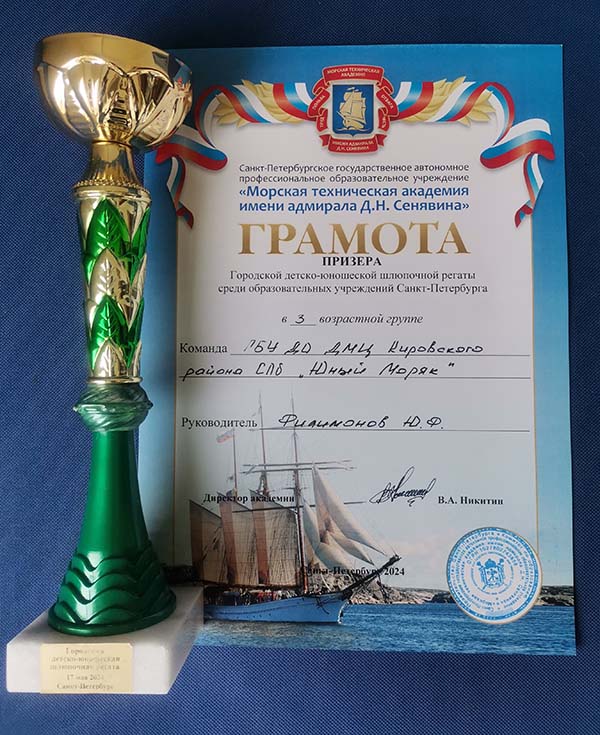 МОРСКАЯ ТЕХНИЧЕСКАЯ
АКАДЕМИЯ
ИМЕНИ АДМИРАЛА
Д.Н. СЕНЯВИНА
Санкт-Петербургское государственное автономное
профессиональное образовательное учреждение
«Морская техническая академия
имени адмирала Д.Н. Сенявина»
ГРАМОТА
ПРИЗЕРА
Городской детско-юношеской шлюпочной регаты
среди образовательных учреждений Санкт-Петербурга
в 3 возрастной группе
Команда ГБУ ДО ДМЦ Кировского
района СПб „Юный Моряк"
Руководитель Филимонов Ю.Ф.
Директор академии В.А. Никитин
Санкт-Петербург 2024
Городская
детско-юношеская
шлюпочная регата
17 мая 2024
Санкт-Петербург